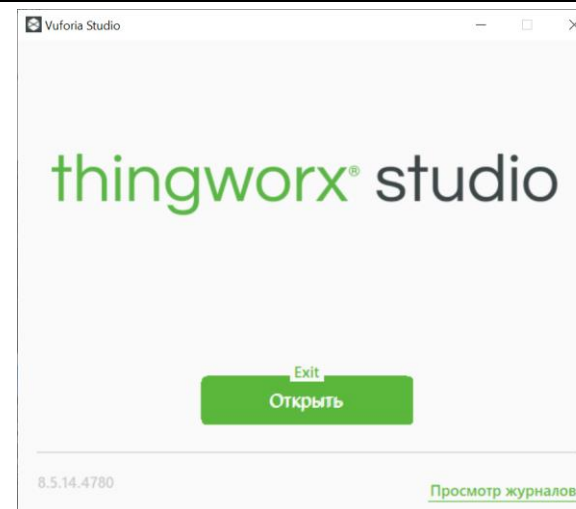 Vuforia Studio
thingworx® studio
Exit
Открыть
8.5.14.4780
Просмотр журналов